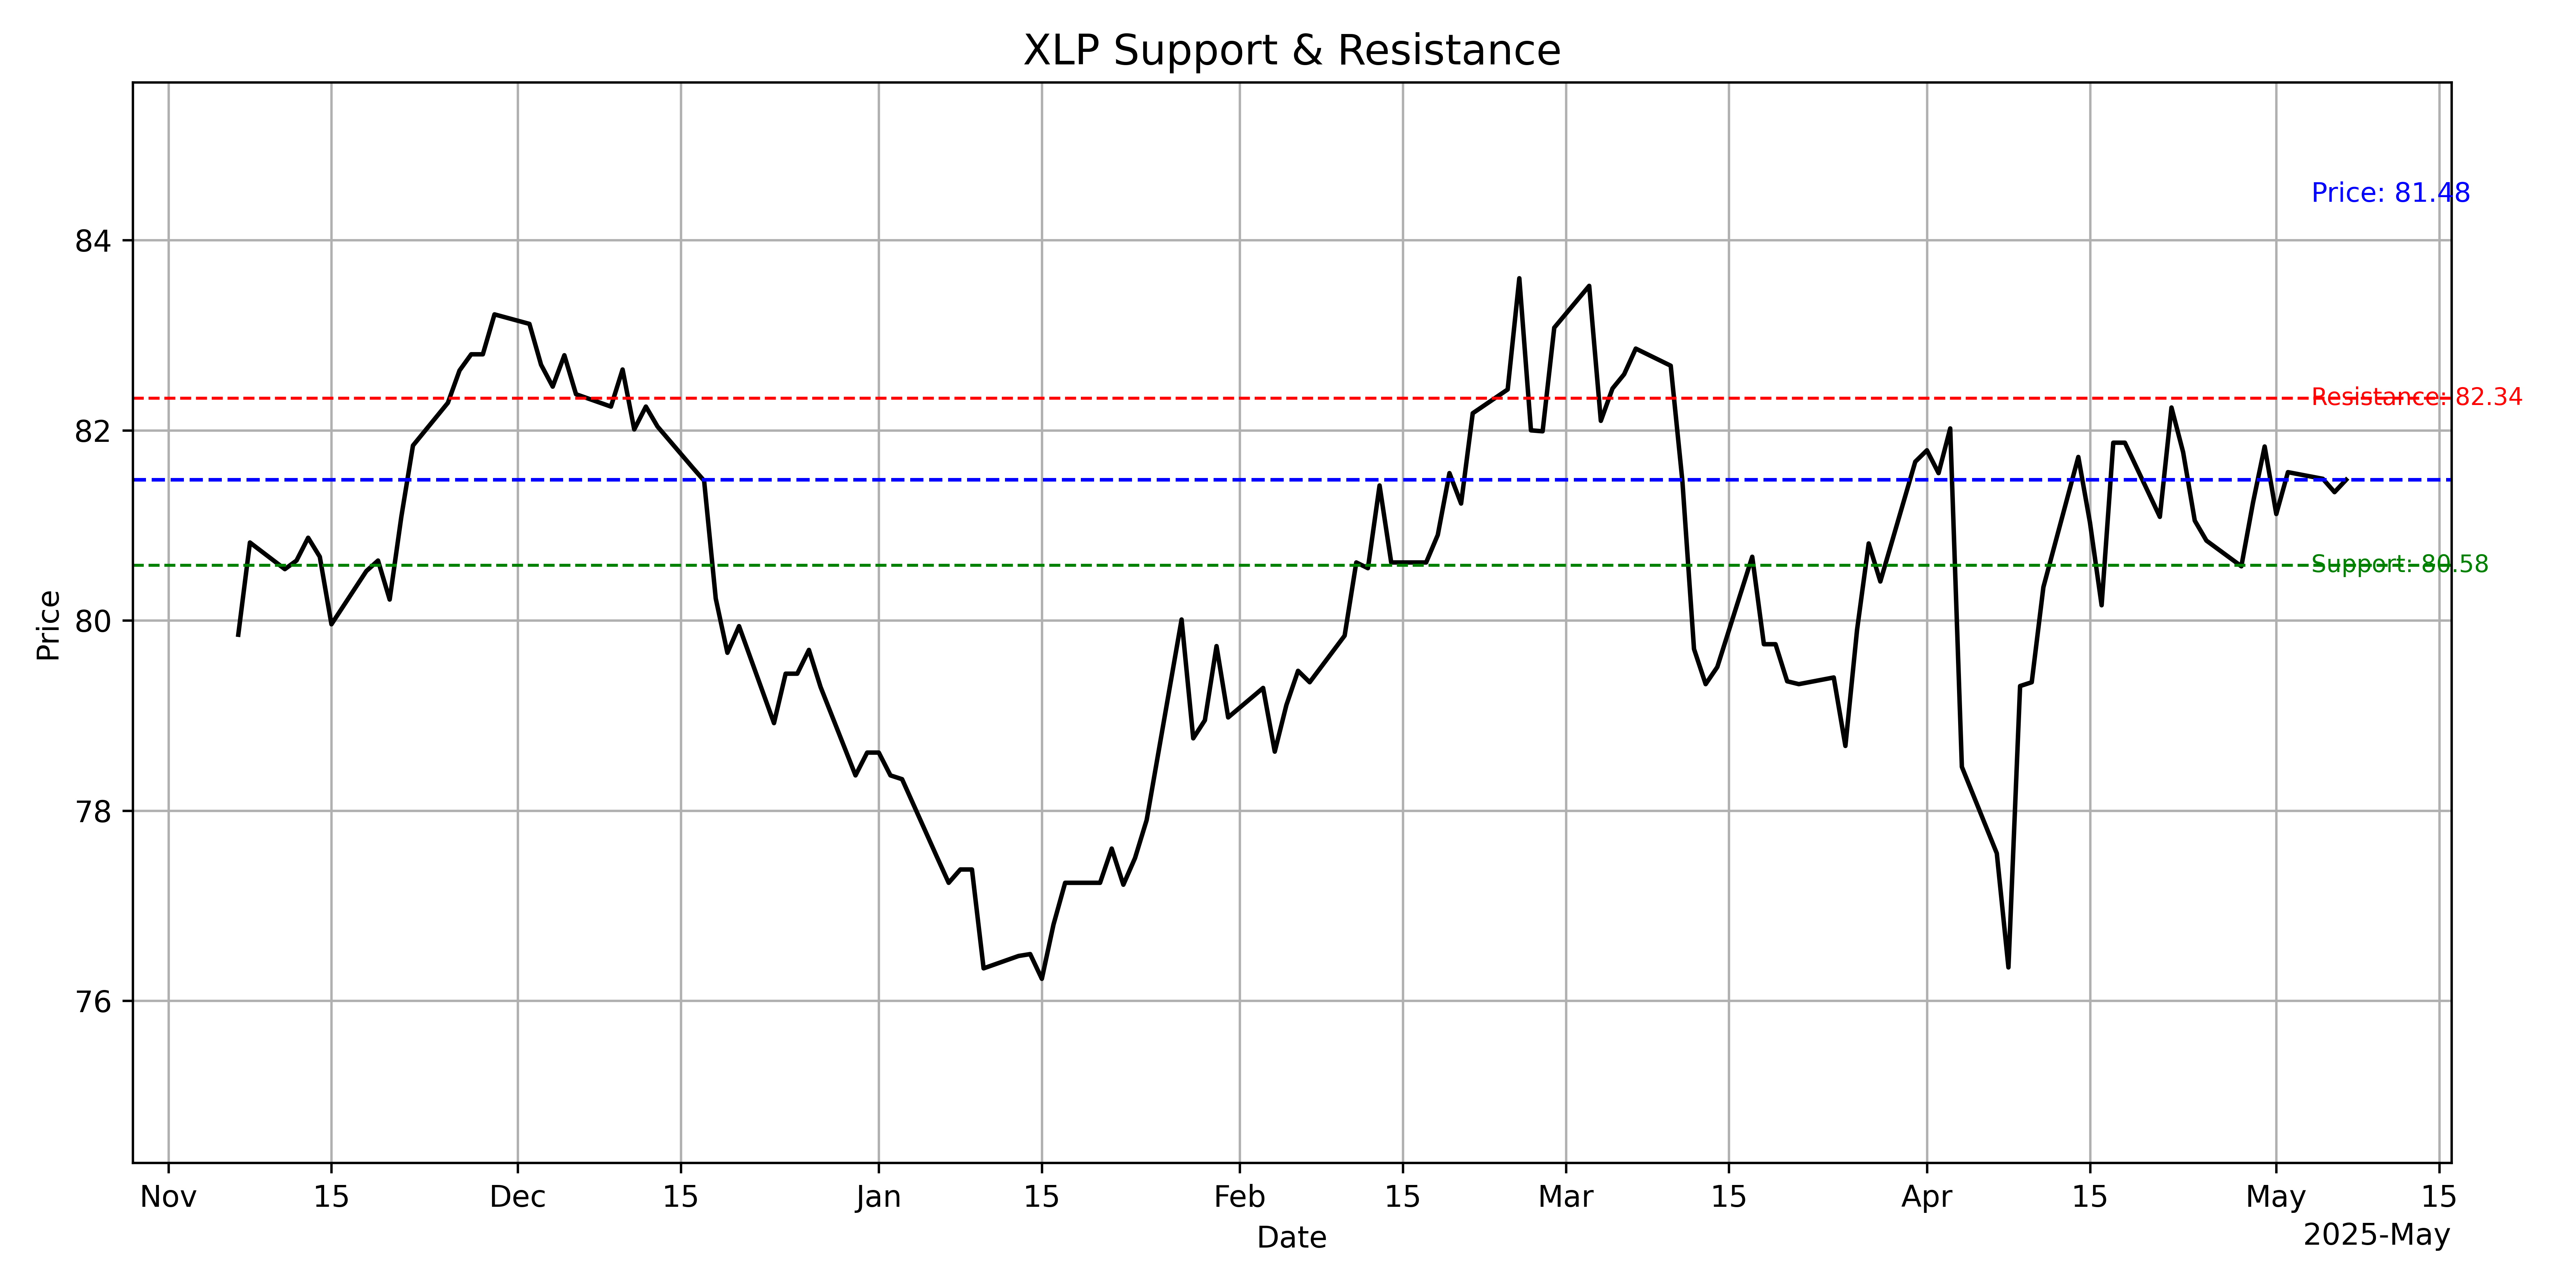 XLP Support & Resistance
Price: 81.48
84
Resistance: 82.34
82
Support: 80.58
80
Price
78
76
Nov 15 Dec 15 Jan 15 Feb 15 Mar 15 Apr 15 May 15
Date
2025-May